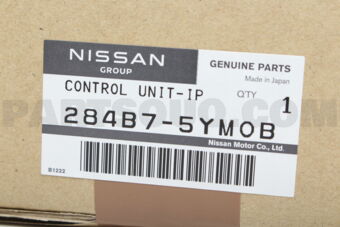 NISSAN
GROUP
GENUINE PARTS
Made in Japan
CONTROL UNIT-IP
Q'TY
1
284B7-5YM0B
Nissan Motor Co., Ltd.
B1222
PARTSOUQ.COM